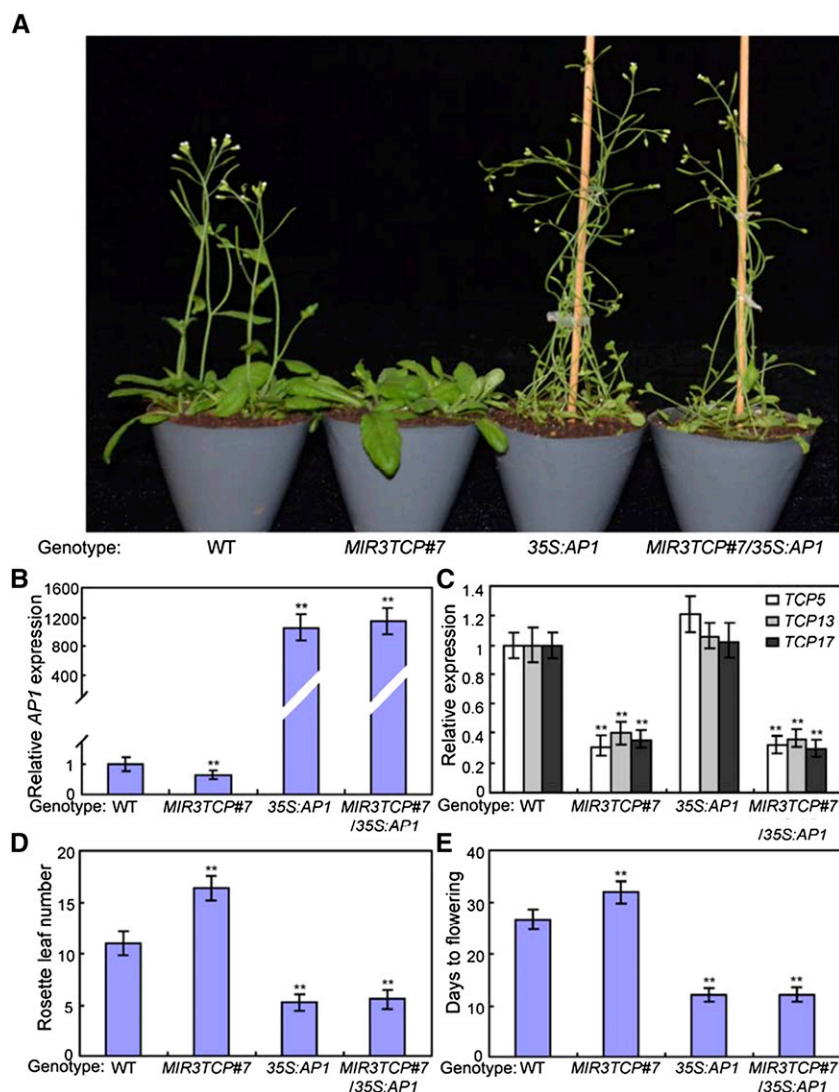 A
Genotype: WT MIR3TCP#7 35S:AP1 MIR3TCP#7/35S:AP1
B
Relative AP1 expression
1600
1200
800
400
1
0
** ** **
Genotype: WT MIR3TCP#7 35S:AP1 MIR3TCP#7
/35S:AP1
C
Relative expression
1.4
1.2
1
0.8
0.6
0.4
0.2
0
TCP5
TCP13
TCP17
** ** ** ** ** **
Genotype: WT MIR3TCP#7 35S:AP1 MIR3TCP#7
/35S:AP1
D
Rosette leaf number
20
15
10
5
0
** ** **
Genotype: WT MIR3TCP#7 35S:AP1 MIR3TCP#7
/35S:AP1
E
Days to flowering
50
40
30
20
10
0
** ** **
Genotype: WT MIR3TCP#7 35S:AP1 MIR3TCP#7
/35S:AP1